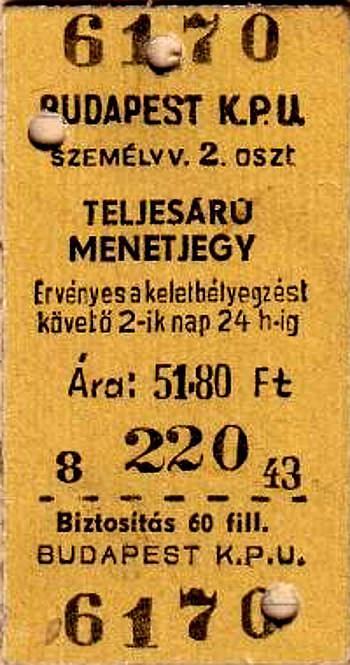 6170
BUDAPEST K.P.U.
SZEMÉLYV. 2. OSZT
TELJESÁRÚ
MENETJEGY
Érvényes a keletbélyegzést
követő 2-ik nap 24 h-ig
Ára: 51·80 Ft
8 220 43
Biztosítás 60 fill.
BUDAPEST K.P.U.
6170